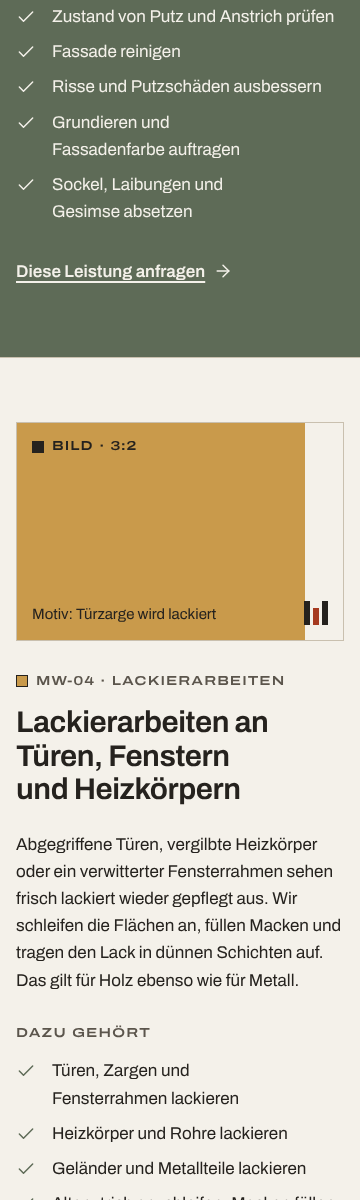 Zustand von Putz und Anstrich prüfen
Fassade reinigen
Risse und Putzschäden ausbessern
Grundieren und
Fassadenfarbe auftragen
Sockel, Laibungen und
Gesimse absetzen
Diese Leistung anfragen →
BILD · 3:2
Motiv: Türzarge wird lackiert
MW-04 · LACKIERARBEITEN
Lackierarbeiten an
Türen, Fenstern
und Heizkörpern
Abgegriffene Türen, vergilbte Heizkörper
oder ein verwitterter Fensterrahmen sehen
frisch lackiert wieder gepflegt aus. Wir
schleifen die Flächen an, füllen Macken und
tragen den Lack in dünnen Schichten auf.
Das gilt für Holz ebenso wie für Metall.
DAZU GEHÖRT
Türen, Zargen und
Fensterrahmen lackieren
Heizkörper und Rohre lackieren
Geländer und Metallteile lackieren